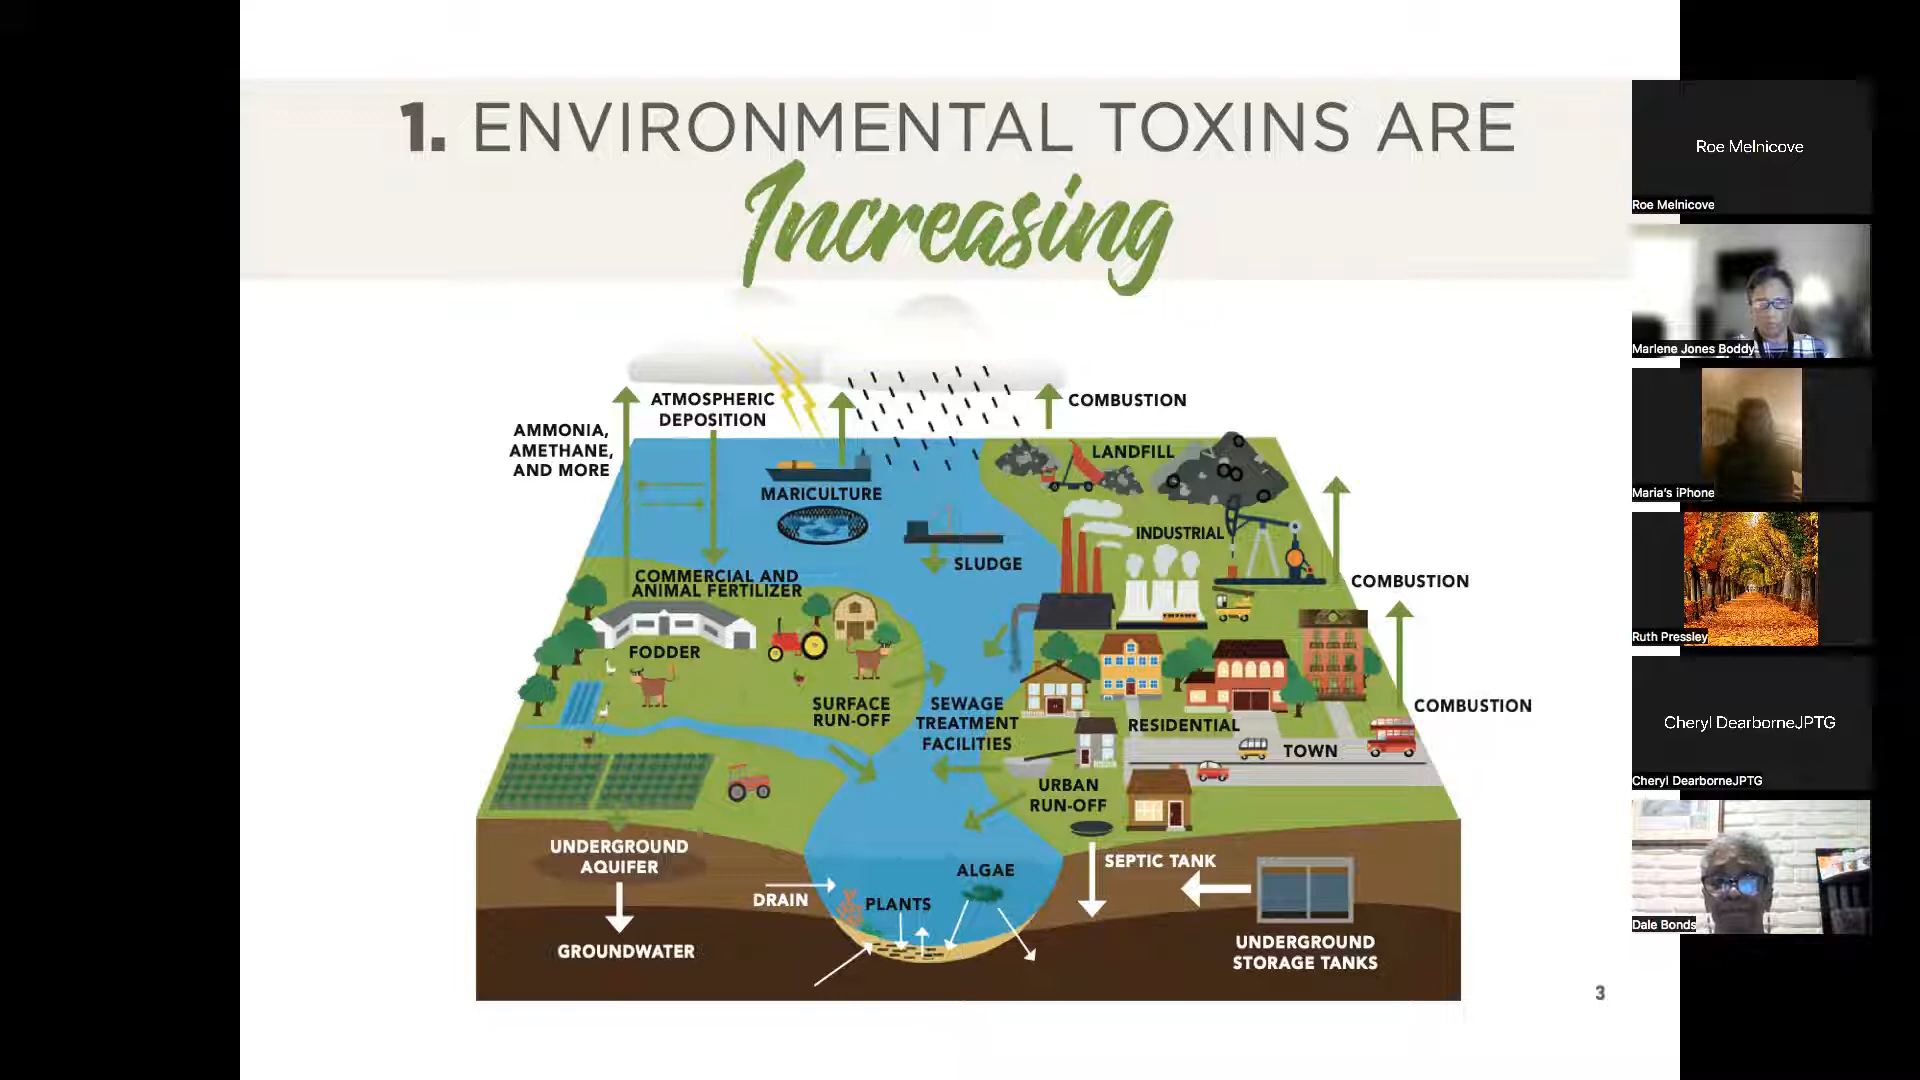 1. ENVIRONMENTAL TOXINS ARE
Increasing
ATMOSPHERIC
DEPOSITION
COMBUSTION
AMMONIA,
AMETHANE,
AND MORE
LANDFILL
MARICULTURE
INDUSTRIAL
SLUDGE
COMMERCIAL AND
ANIMAL FERTILIZER
COMBUSTION
FODDER
SURFACE
RUN-OFF
SEWAGE
TREATMENT
FACILITIES
COMBUSTION
RESIDENTIAL
TOWN
URBAN
RUN-OFF
UNDERGROUND
AQUIFER
SEPTIC TANK
ALGAE
DRAIN
PLANTS
GROUNDWATER
UNDERGROUND
STORAGE TANKS
3
Roe Melnicove
Roe Melnicove
Marlene Jones Boddy
Maria's iPhone
Ruth Pressley
Cheryl DearborneJPTG
Cheryl DearborneJPTG
Dale Bonds